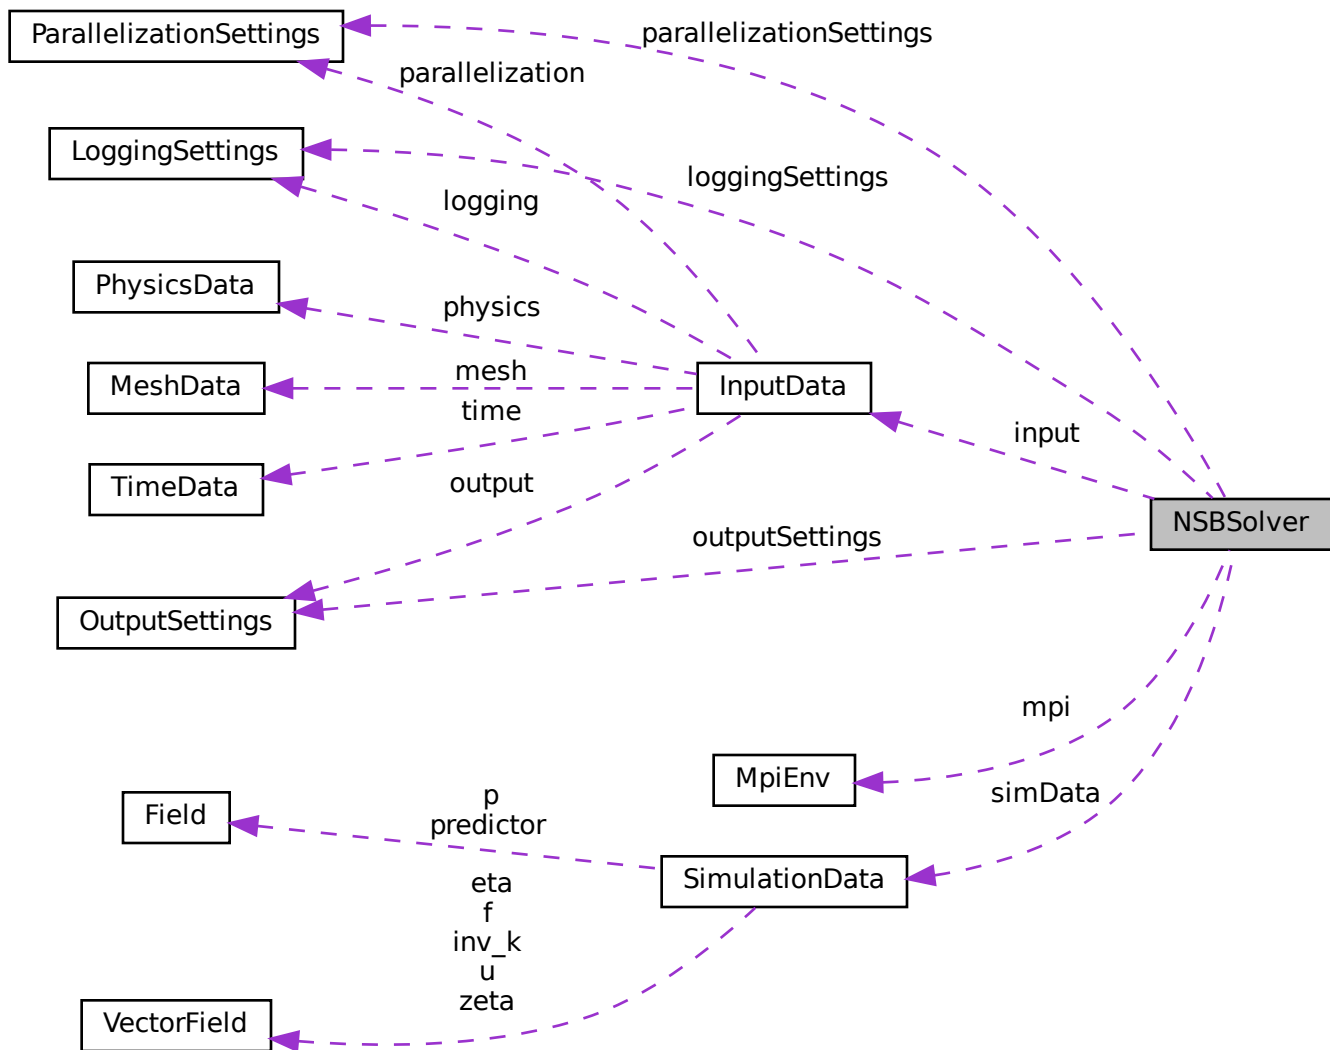 ParallelizationSettings
parallelizationSettings
parallelization
LoggingSettings
loggingSettings
logging
PhysicsData
physics
MeshData
mesh
InputData
time
input
TimeData
output
NSBSolver
outputSettings
OutputSettings
mpi
MpiEnv
simData
Field
p
predictor
SimulationData
eta
f
inv_k
u
zeta
VectorField